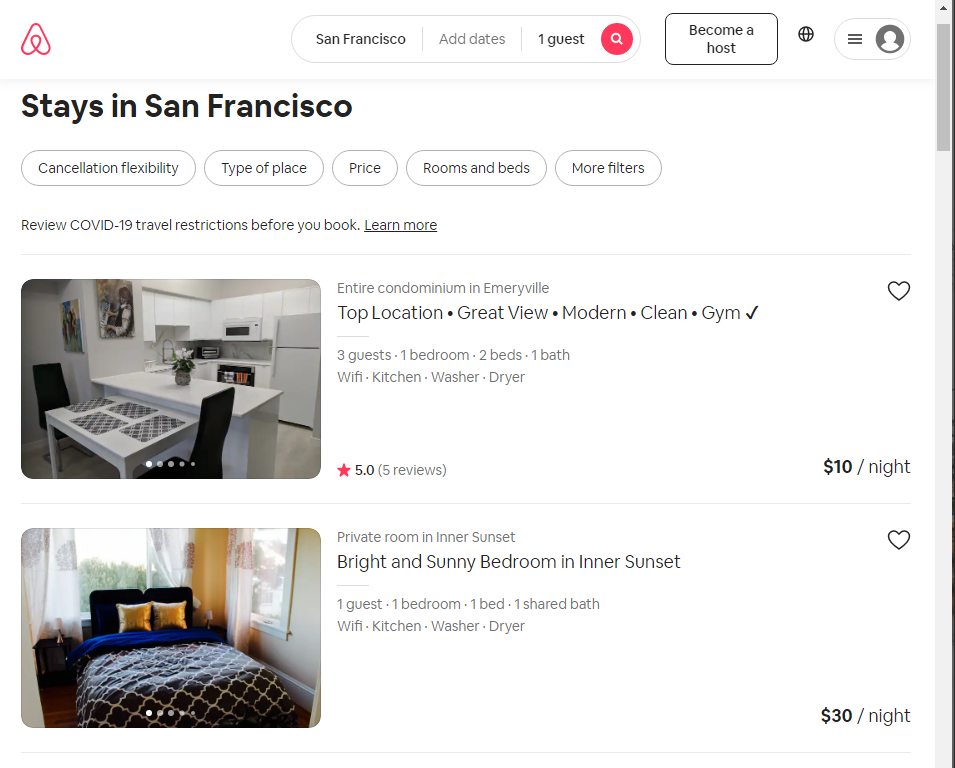 San Francisco
Add dates
1 guest
Become a
host
Stays in San Francisco
Cancellation flexibility
Type of place
Price
Rooms and beds
More filters
Review COVID-19 travel restrictions before you book. Learn more
Entire condominium in Emeryville
Top Location • Great View • Modern • Clean • Gym ✓
3 guests · 1 bedroom · 2 beds · 1 bath
Wifi · Kitchen · Washer · Dryer
5.0 (5 reviews)
$10 / night
Private room in Inner Sunset
Bright and Sunny Bedroom in Inner Sunset
1 guest · 1 bedroom · 1 bed · 1 shared bath
Wifi · Kitchen · Washer · Dryer
$30 / night